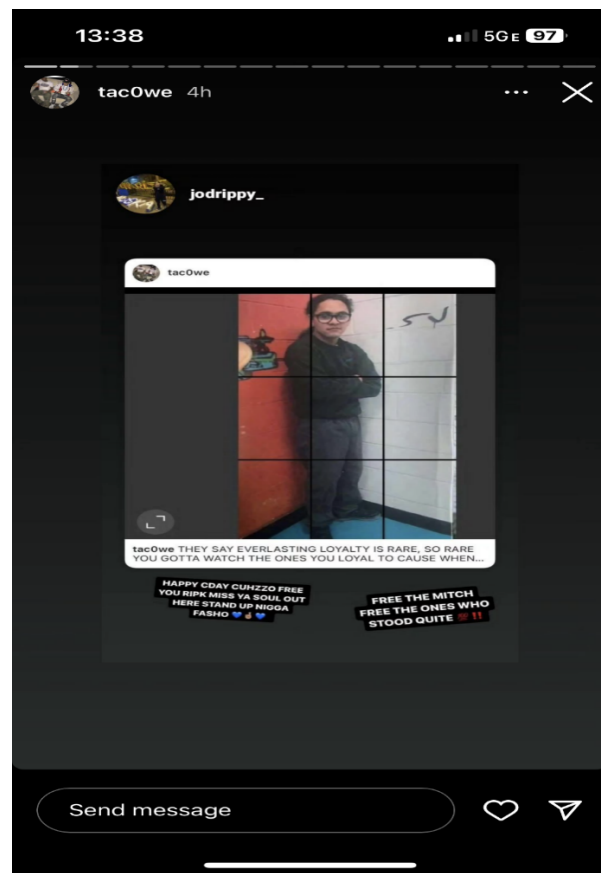 13:38
5GE 97
tac0we 4h
jodrippy_
tac0we
SY
tac0we THEY SAY EVERLASTING LOYALTY IS RARE, SO RARE
YOU GOTTA WATCH THE ONES YOU LOYAL TO CAUSE WHEN...
HAPPY CDAY CUHZZO FREE
YOU RIPK MISS YA SOUL OUT
HERE STAND UP NIGGA
FASHO 💙🤞🏽💙
FREE THE MITCH
FREE THE ONES WHO
STOOD QUITE 💯‼️
Send message